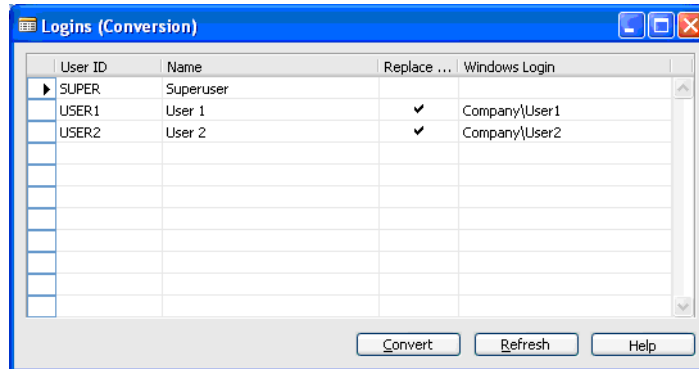 Logins (Conversion)
User ID Name Replace ... Windows Login
SUPER Superuser
USER1 User 1 Company\User1
USER2 User 2 Company\User2
Convert Refresh Help